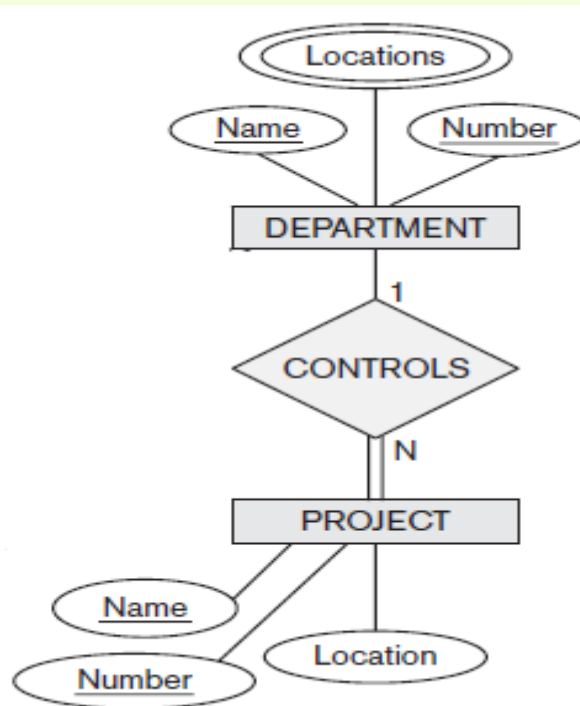 Locations
Name
Number
DEPARTMENT
1
CONTROLS
N
PROJECT
Name
Location
Number